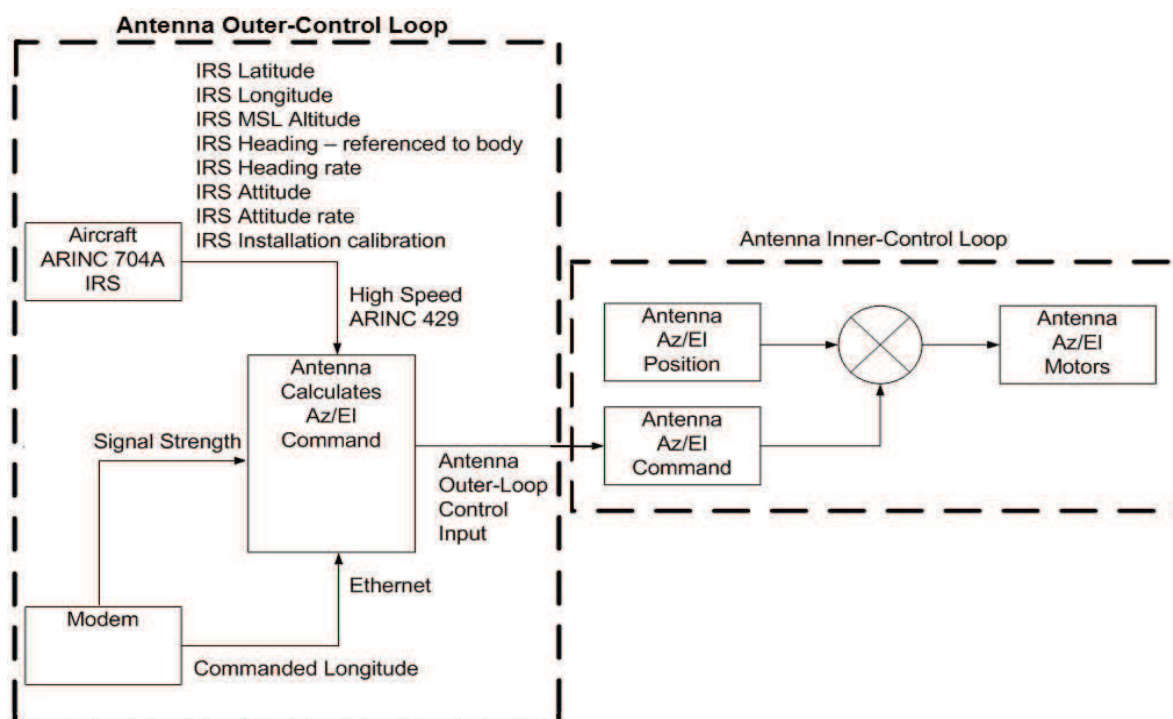 Antenna Outer-Control Loop
IRS Latitude
IRS Longitude
IRS MSL Altitude
IRS Heading – referenced to body
IRS Heading rate
IRS Attitude
IRS Attitude rate
IRS Installation calibration
Aircraft
ARINC 704A
IRS
High Speed
ARINC 429
Antenna
Calculates
Az/El
Command
Signal Strength
Antenna
Outer-Loop
Control
Input
Ethernet
Modem
Commanded Longitude
Antenna Inner-Control Loop
Antenna
Az/El
Position
Antenna
Az/El
Motors
Antenna
Az/El
Command